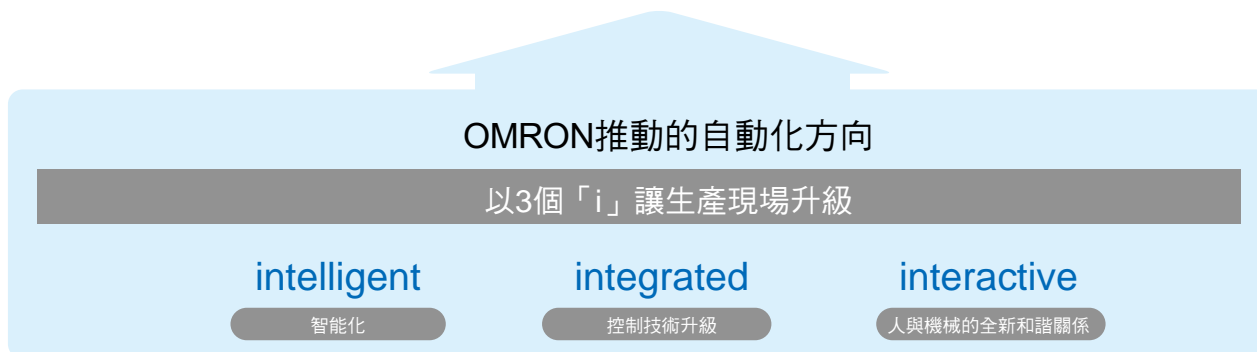 OMRON推動的自動化方向
以3個「i」讓生產現場升級
intelligent
integrated
interactive
智能化
控制技術升級
人與機械的全新和諧關係